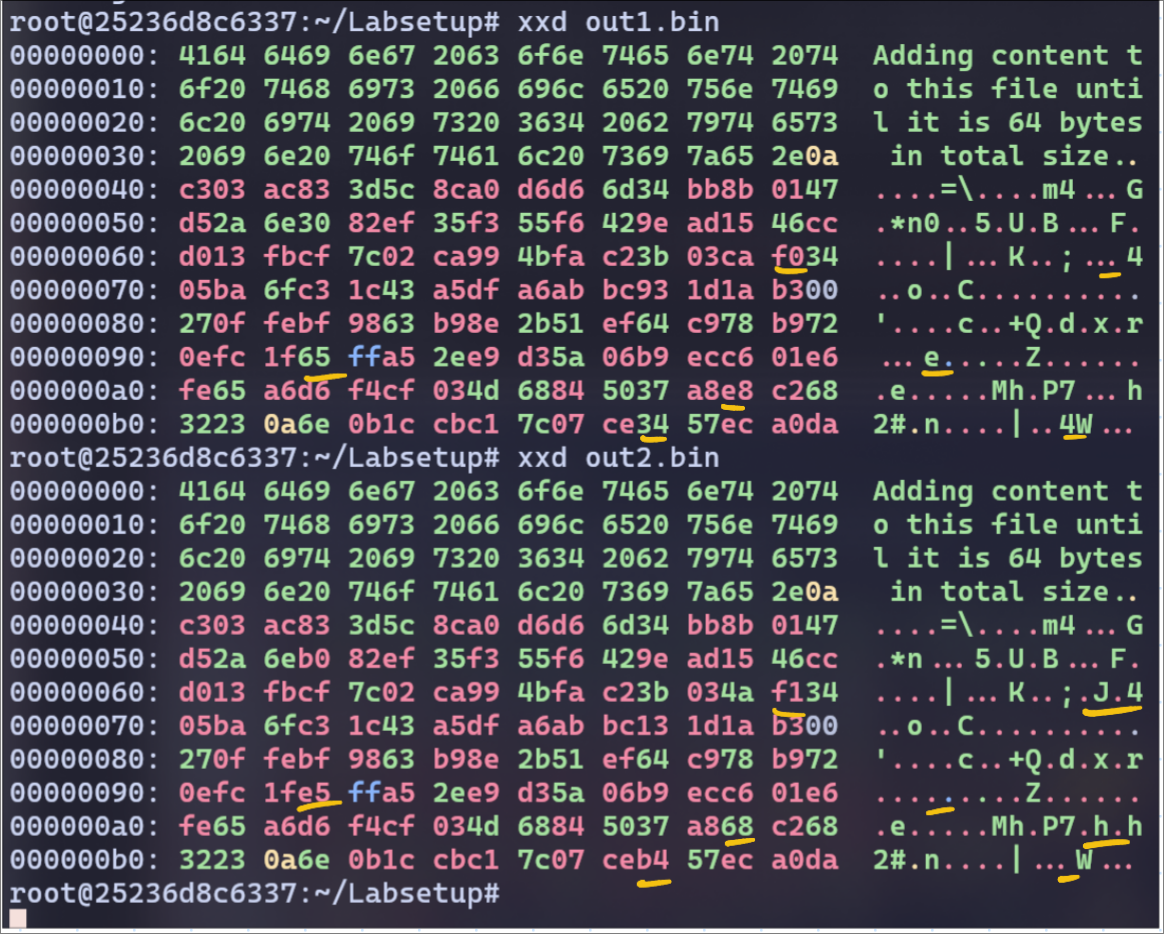 root@25236d8c6337:~/Labsetup# xxd out1.bin
00000000: 4164 6469 6e67 2063 6f6e 7465 6e74 2074  Adding content t
00000010: 6f20 7468 6973 2066 696c 6520 756e 7469  o this file unti
00000020: 6c20 6974 2069 7320 3634 2062 7974 6573  l it is 64 bytes
00000030: 2069 6e20 746f 7461 6c20 7369 7a65 2e0a   in total size..
00000040: c303 ac83 3d5c 8ca0 d6d6 6d34 bb8b 0147  ....=\....m4...G
00000050: d52a 6e30 82ef 35f3 55f6 429e ad15 46cc  .*n0..5.U.B...F.
00000060: d013 fbcf 7c02 ca99 4bfa c23b 03ca f034  ....|...K..;...4
00000070: 05ba 6fc3 1c43 a5df a6ab bc93 1d1a b300  ..o..C..........
00000080: 270f febf 9863 b98e 2b51 ef64 c978 b972  '....c..+Q.d.x.r
00000090: 0efc 1f65 ffa5 2ee9 d35a 06b9 ecc6 01e6  ...e.....Z......
000000a0: fe65 a6d6 f4cf 034d 6884 5037 a8e8 c268  .e.....Mh.P7...h
000000b0: 3223 0a6e 0b1c cbc1 7c07 ce34 57ec a0da  2#.n....|..4W...
root@25236d8c6337:~/Labsetup# xxd out2.bin
00000000: 4164 6469 6e67 2063 6f6e 7465 6e74 2074  Adding content t
00000010: 6f20 7468 6973 2066 696c 6520 756e 7469  o this file unti
00000020: 6c20 6974 2069 7320 3634 2062 7974 6573  l it is 64 bytes
00000030: 2069 6e20 746f 7461 6c20 7369 7a65 2e0a   in total size..
00000040: c303 ac83 3d5c 8ca0 d6d6 6d34 bb8b 0147  ....=\....m4...G
00000050: d52a 6eb0 82ef 35f3 55f6 429e ad15 46cc  .*n...5.U.B...F.
00000060: d013 fbcf 7c02 ca99 4bfa c23b 034a f134  ....|...K..;.J.4
00000070: 05ba 6fc3 1c43 a5df a6ab bc13 1d1a b300  ..o..C..........
00000080: 270f febf 9863 b98e 2b51 ef64 c978 b972  '....c..+Q.d.x.r
00000090: 0efc 1fe5 ffa5 2ee9 d35a 06b9 ecc6 01e6  .........Z......
000000a0: fe65 a6d6 f4cf 034d 6884 5037 a868 c268  .e.....Mh.P7.h.h
000000b0: 3223 0a6e 0b1c cbc1 7c07 ceb4 57ec a0da  2#.n....|...W...
root@25236d8c6337:~/Labsetup#